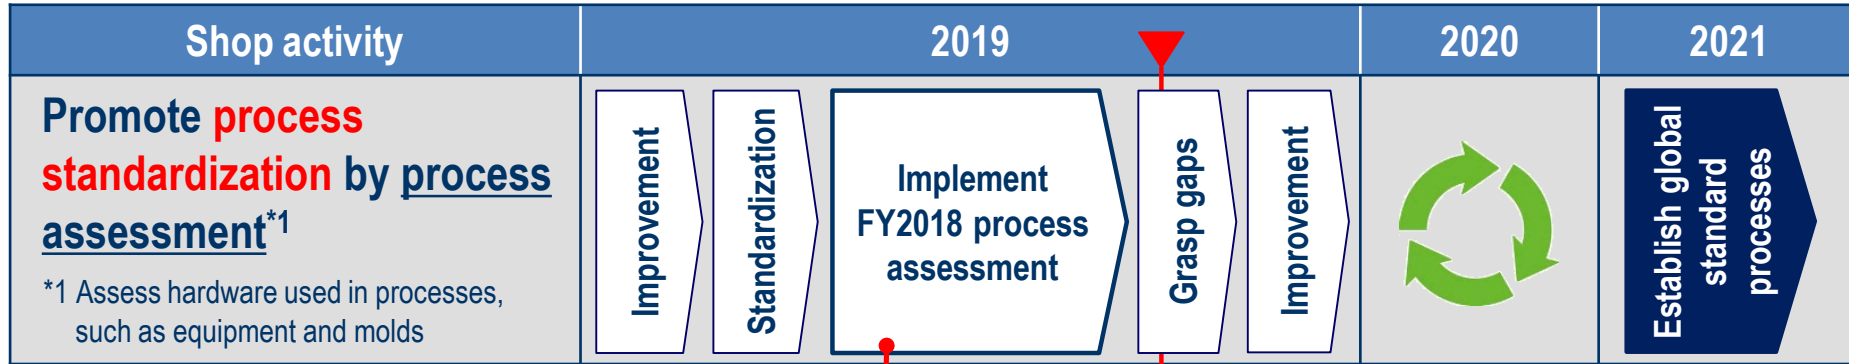 Shop activity
2019
2020
2021
Promote process
standardization by process
assessment*1
*1 Assess hardware used in processes,
such as equipment and molds
Improvement
Standardization
Implement
FY2018 process
assessment
Grasp gaps
Improvement
Establish global
standard
processes